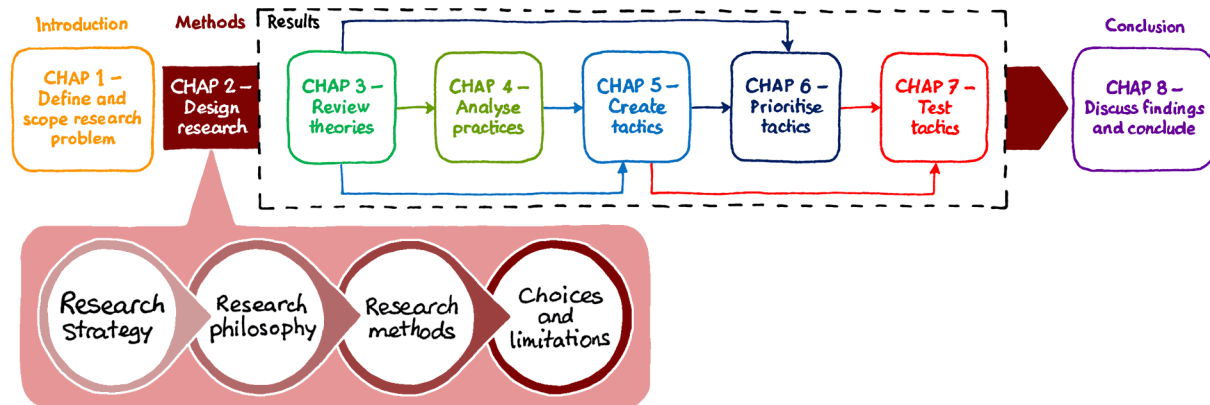 Introduction
Methods
Results
Conclusion
CHAP 1 –
Define and
scope research
problem
CHAP 2 –
Design
research
CHAP 3 –
Review
theories
CHAP 4 –
Analyse
practices
CHAP 5 –
Create
tactics
CHAP 6 –
Prioritise
tactics
CHAP 7 –
Test
tactics
CHAP 8 –
Discuss findings
and conclude
Research
Strategy
Research
philosophy
Research
methods
Choices
and
limitations